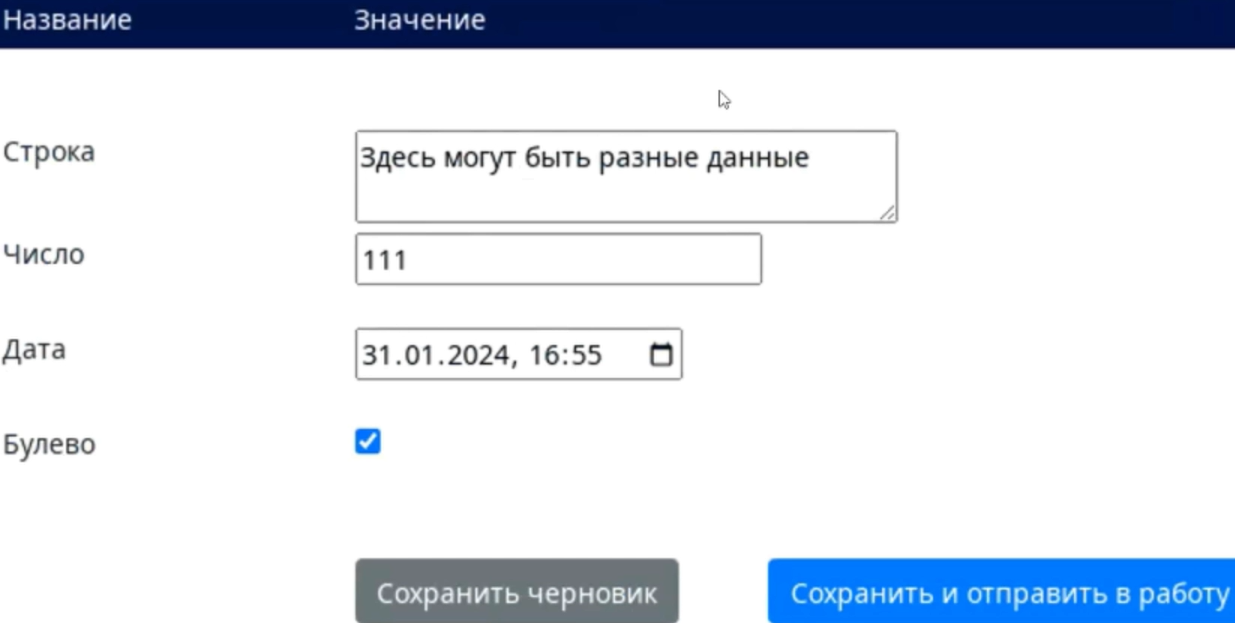 Название Значение
Строка Здесь могут быть разные данные
Число 111
Дата 31.01.2024, 16:55
Булево
Сохранить черновик Сохранить и отправить в работу